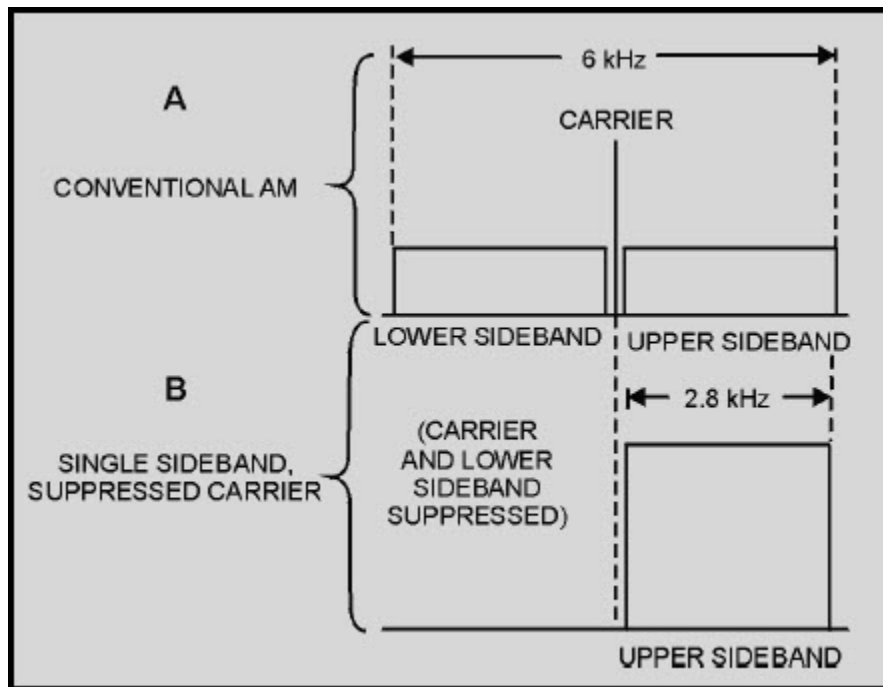 6 kHz
A
CARRIER
CONVENTIONAL AM
LOWER SIDEBAND
UPPER SIDEBAND
B
2.8 kHz
SINGLE SIDEBAND,
SUPPRESSED CARRIER
(CARRIER
AND LOWER
SIDEBAND
SUPPRESSED)
UPPER SIDEBAND